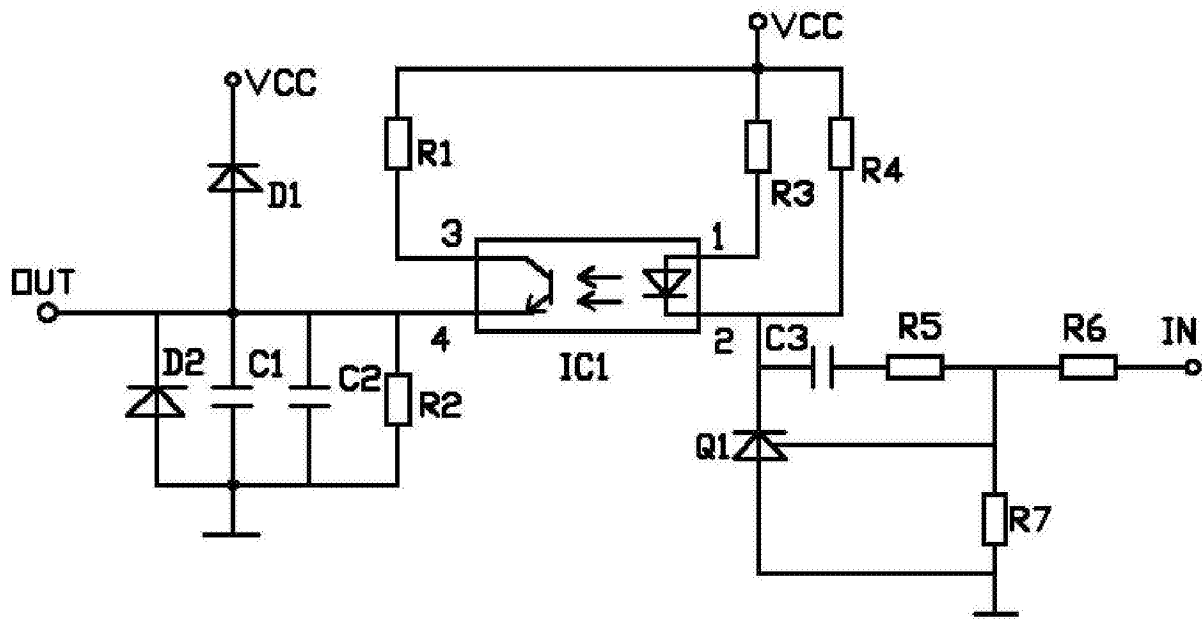 VCC
VCC
R1
R3
R4
D1
3
1
OUT
4
2
IC1
D2
C1
C2
R2
C3
R5
R6
IN
Q1
R7